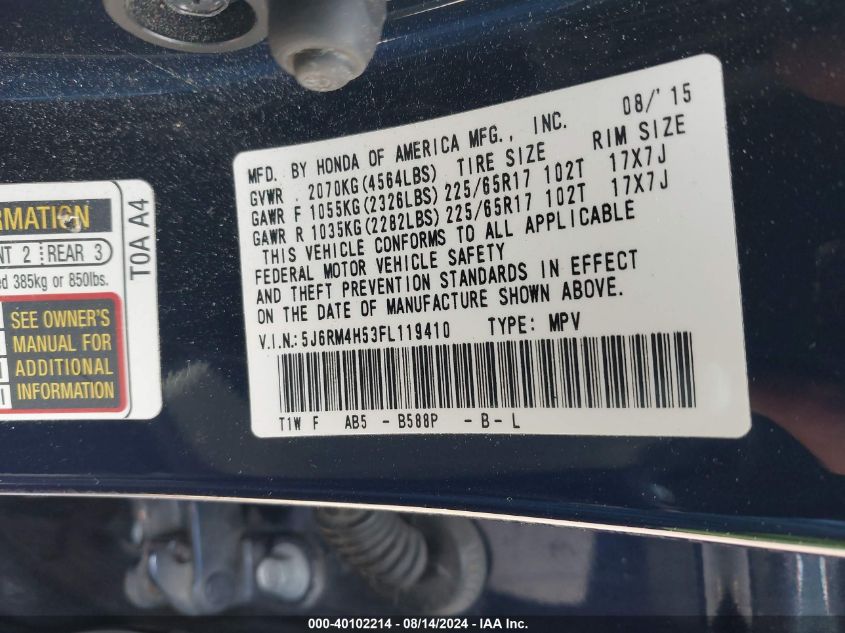 RMATION
NT 2 REAR 3
ed 385kg or 850lbs.
SEE OWNER'S
MANUAL FOR
ADDITIONAL
INFORMATION
T0A A4
08/'15
MFD. BY HONDA OF AMERICA MFG., INC.
GVWR . 2070KG(4564LBS) TIRE SIZE RIM SIZE
GAWR F 1055KG(2326LBS) 225/65R17 102T 17X7J
GAWR R 1035KG(2282LBS) 225/65R17 102T 17X7J
THIS VEHICLE CONFORMS TO ALL APPLICABLE
FEDERAL MOTOR VEHICLE SAFETY
AND THEFT PREVENTION STANDARDS IN EFFECT
ON THE DATE OF MANUFACTURE SHOWN ABOVE.
V.I.N.: 5J6RM4H53FL119410 TYPE: MPV
T1W F AB5 - B588P - B - L
000-40102214 - 08/14/2024 - IAA Inc.